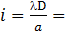 i = λD/a =